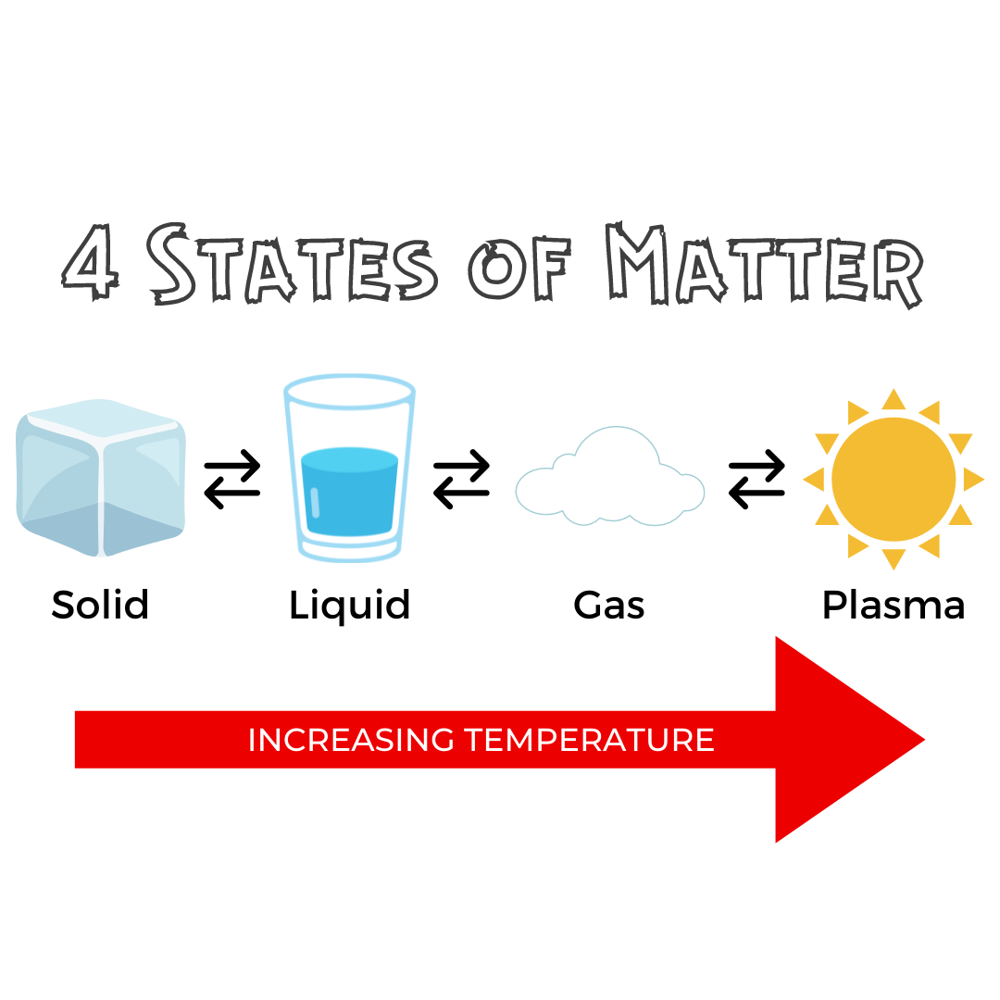 4 States of Matter
Solid
Liquid
Gas
Plasma
INCREASING TEMPERATURE